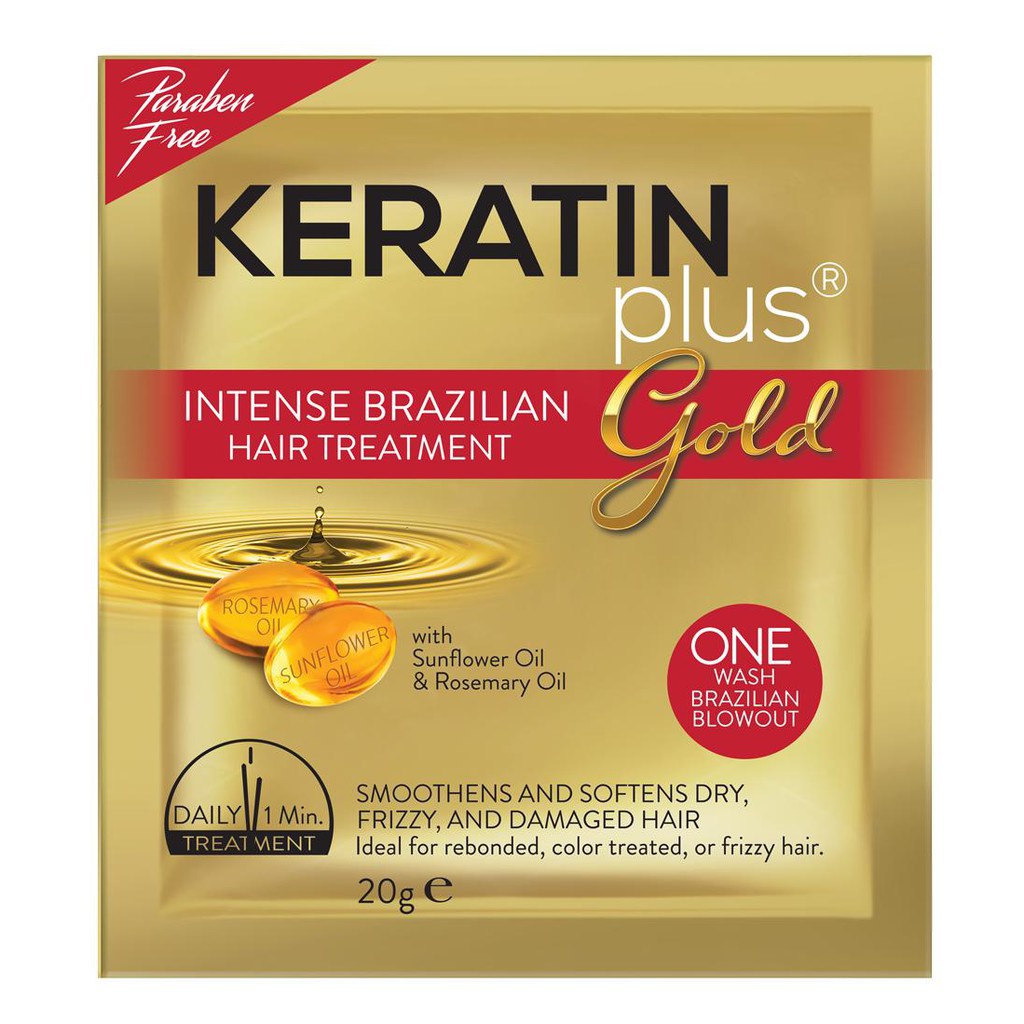 Paraben
Free
KERATIN
plus®
Gold
INTENSE BRAZILIAN
HAIR TREATMENT
ROSEMARY
OIL
SUNFLOWER
OIL
with
Sunflower Oil
& Rosemary Oil
ONE
WASH
BRAZILIAN
BLOWOUT
DAILY 1 Min.
TREATMENT
SMOOTHENS AND SOFTENS DRY,
FRIZZY, AND DAMAGED HAIR
Ideal for rebonded, color treated, or frizzy hair.
20g ℮